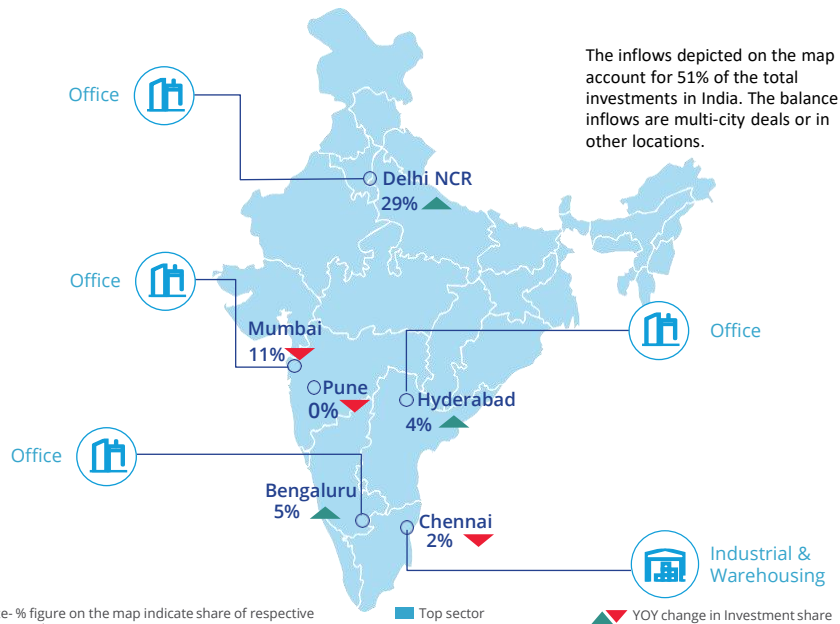 The inflows depicted on the map
account for 51% of the total
investments in India. The balance
inflows are multi-city deals or in
other locations.
Office
Delhi NCR
29%
Office
Mumbai
11%
Office
Pune
0%
Hyderabad
4%
Office
Bengaluru
5%
Chennai
2%
Industrial &
Warehousing
- % figure on the map indicate share of respective
Top sector
YOY change in Investment share